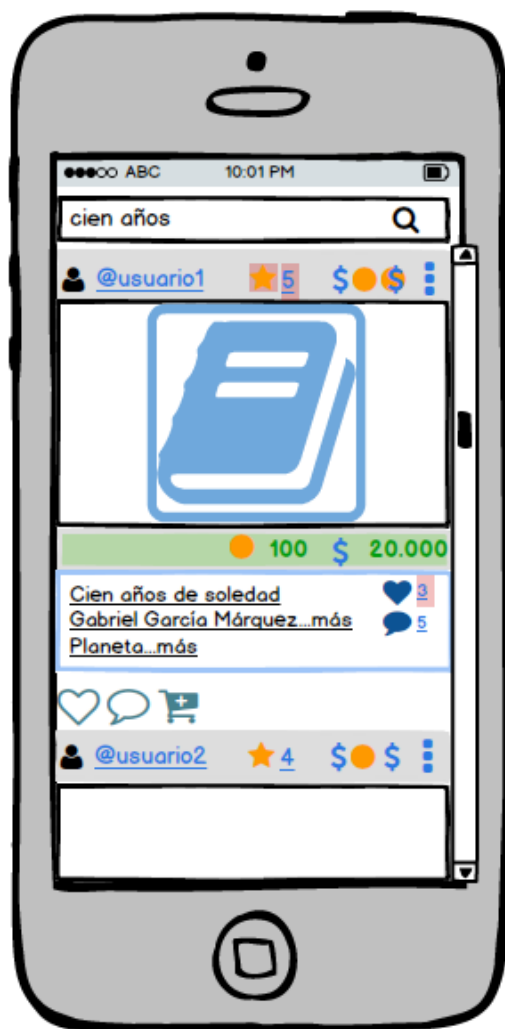 ABC 10:01 PM
cien años
@usuario1 5 $ $
100 $ 20.000
Cien años de soledad 3
Gabriel García Márquez...más 5
Planeta...más
@usuario2 4 $ $